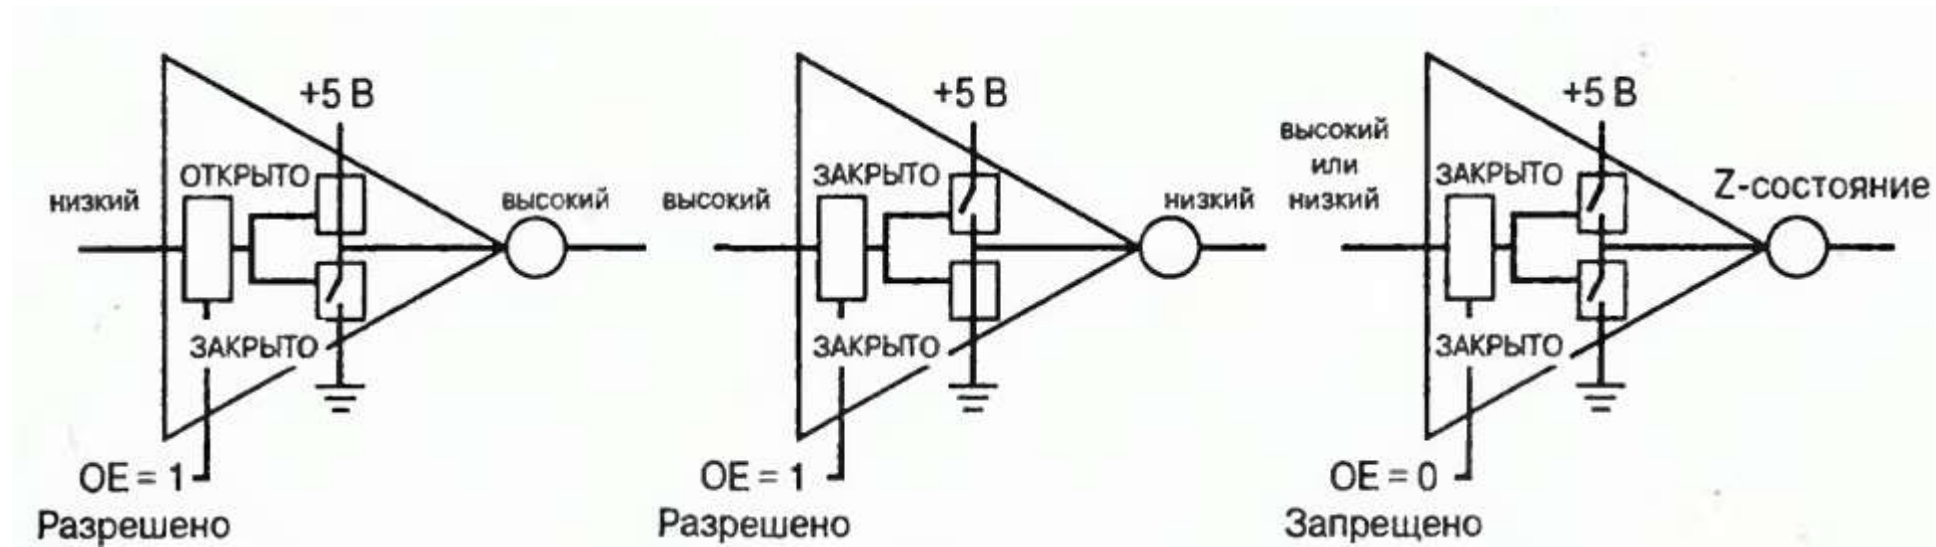 +5 В
ОТКРЫТО
низкий
высокий
ЗАКРЫТО
OE = 1
Разрешено
+5 В
ЗАКРЫТО
высокий
низкий
ЗАКРЫТО
OE = 1
Разрешено
+5 В
высокий
или
низкий
ЗАКРЫТО
Z-состояние
ЗАКРЫТО
OE = 0
Запрещено